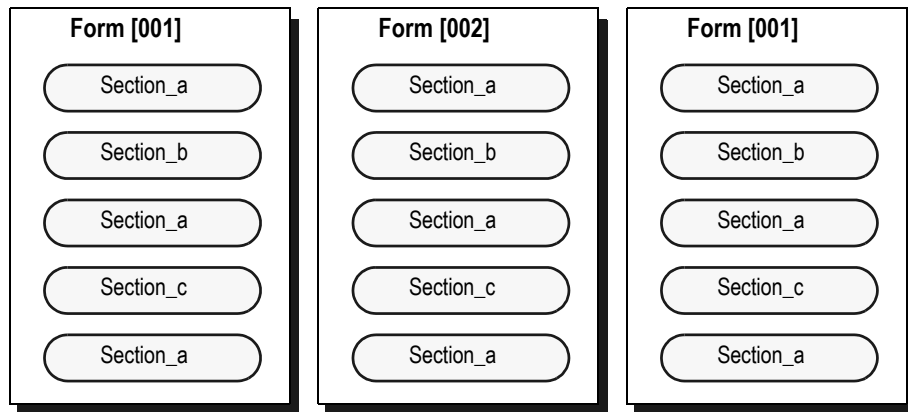 Form [001]
Section_a
Section_b
Section_a
Section_c
Section_a
Form [002]
Section_a
Section_b
Section_a
Section_c
Section_a
Form [001]
Section_a
Section_b
Section_a
Section_c
Section_a